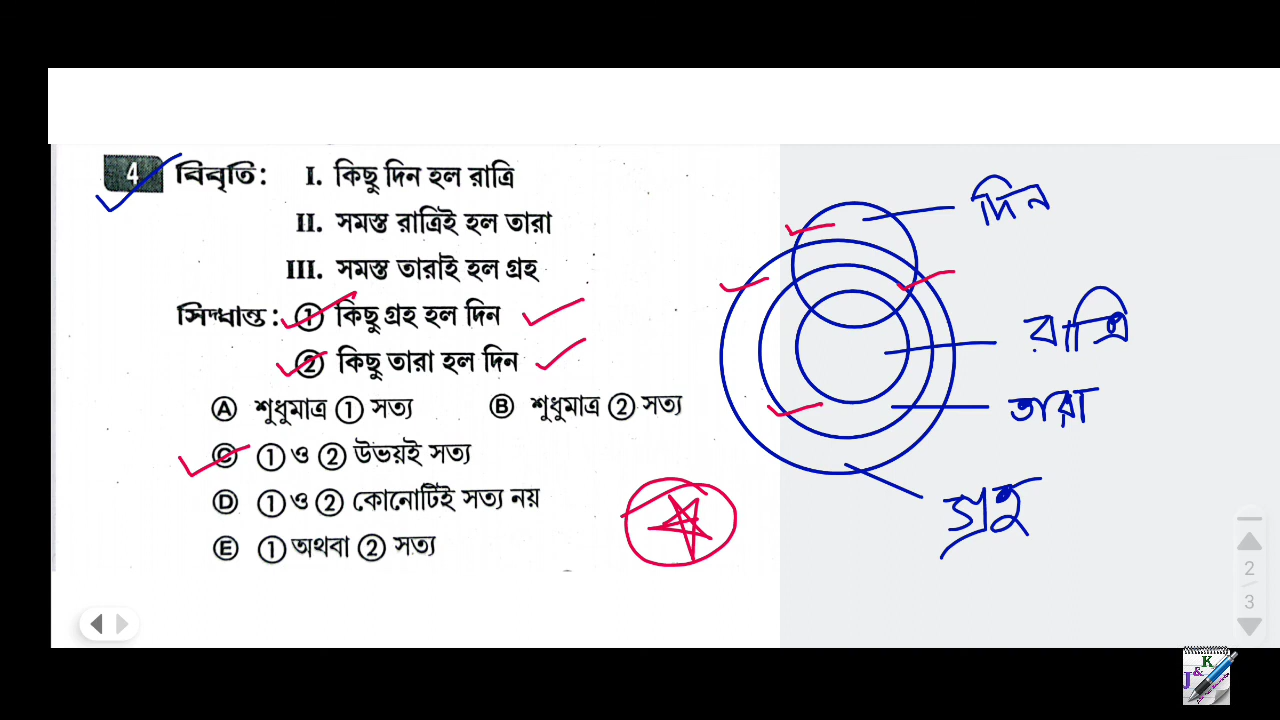 4 বিবৃতি: I. কিছু দিন হল রাত্রি
II. সমস্ত রাত্রিই হল তারা
III. সমস্ত তারাই হল গ্রহ
সিদ্ধান্ত: ① কিছু গ্রহ হল দিন
② কিছু তারা হল দিন
Ⓐ শুধুমাত্র ① সত্য Ⓑ শুধুমাত্র ② সত্য
Ⓒ ① ও ② উভয়ই সত্য
Ⓓ ① ও ② কোনোটিই সত্য নয়
Ⓔ ① অথবা ② সত্য
দিন
রাত্রি
তারা
গ্রহ
2
3
J & K